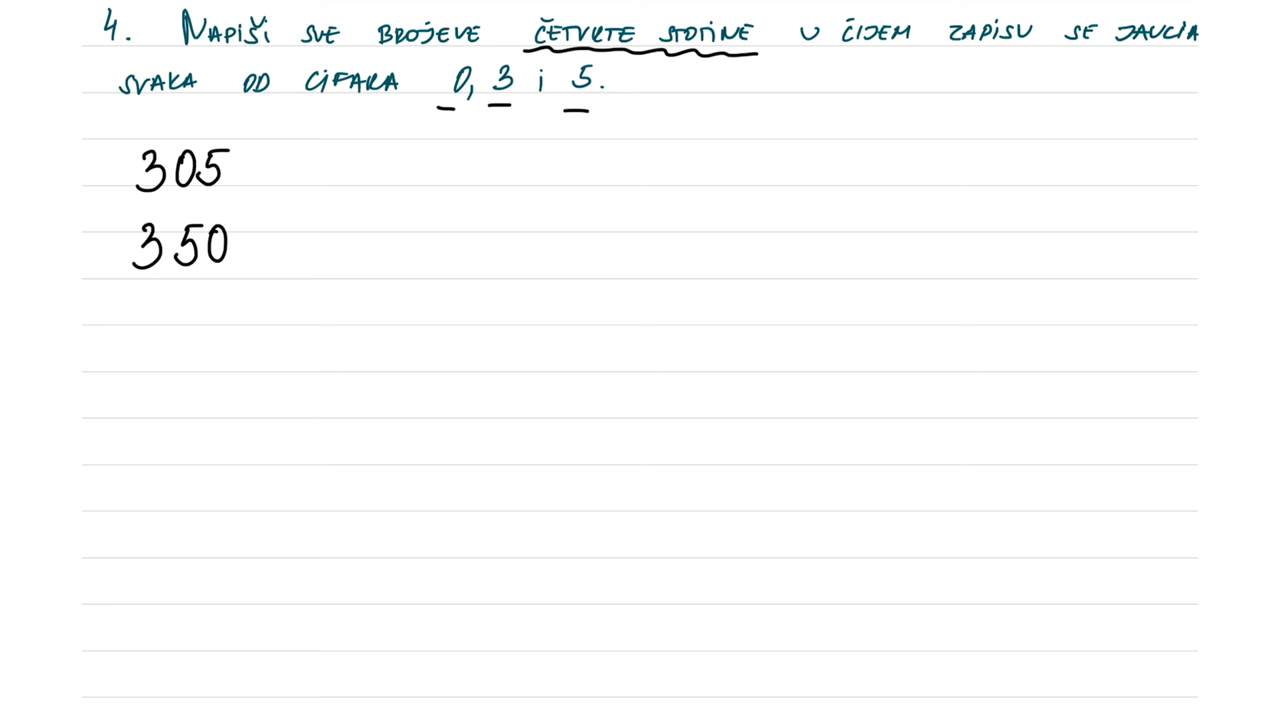 4. NAPIŠI SVE BROJEVE ČETVRTE STOTINE U ČIJEM ZAPISU SE JAVLJA
SVAKA OD CIFARA 0, 3 i 5.
305
350